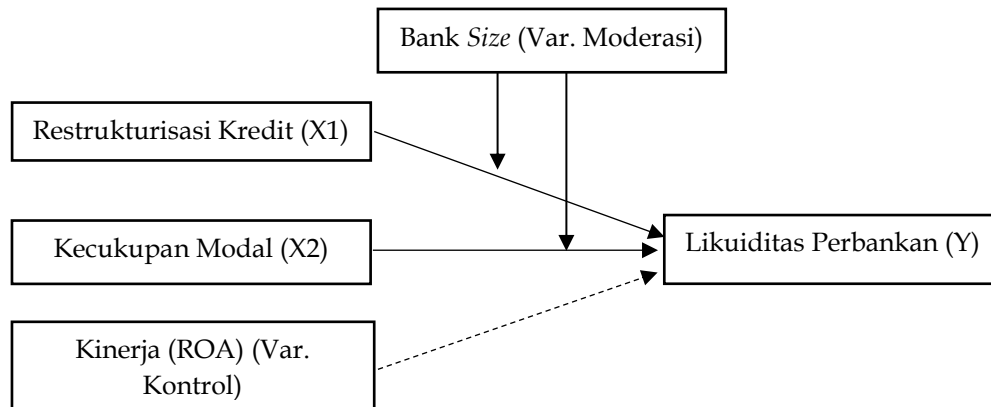 Bank Size (Var. Moderasi)
Restrukturisasi Kredit (X1)
Kecukupan Modal (X2)
Likuiditas Perbankan (Y)
Kinerja (ROA) (Var.
Kontrol)